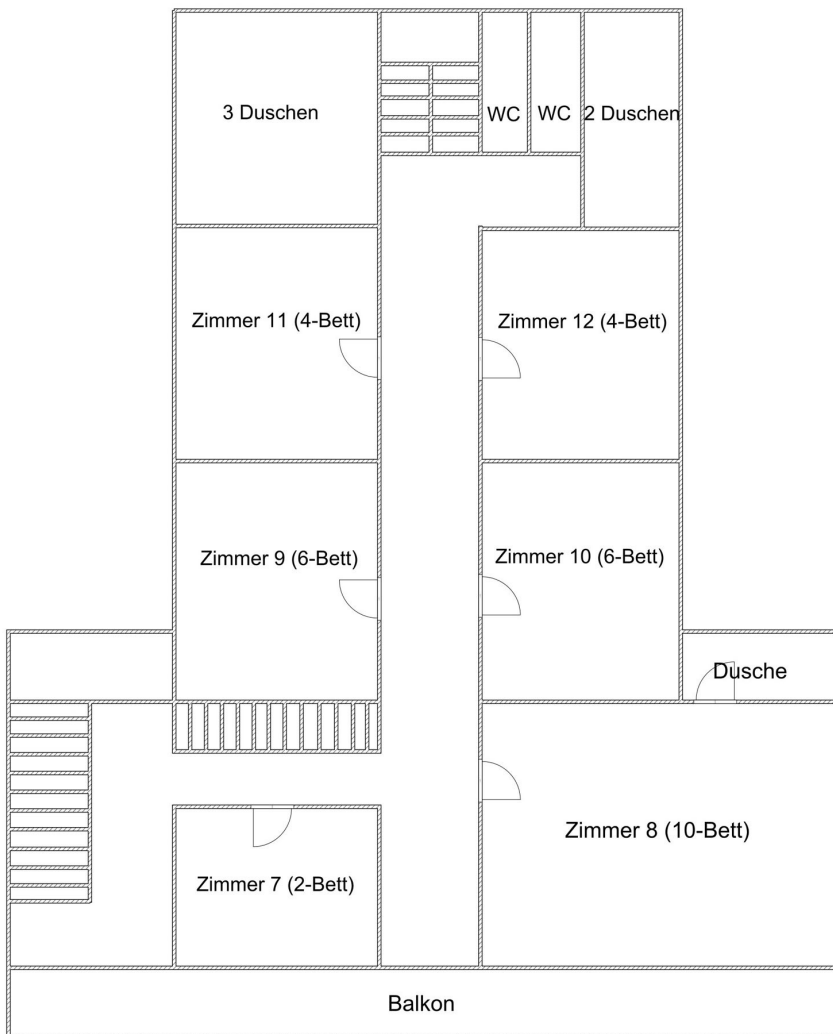 3 Duschen
WC
WC
2 Duschen
Zimmer 11 (4-Bett)
Zimmer 12 (4-Bett)
Zimmer 9 (6-Bett)
Zimmer 10 (6-Bett)
Dusche
Zimmer 8 (10-Bett)
Zimmer 7 (2-Bett)
Balkon